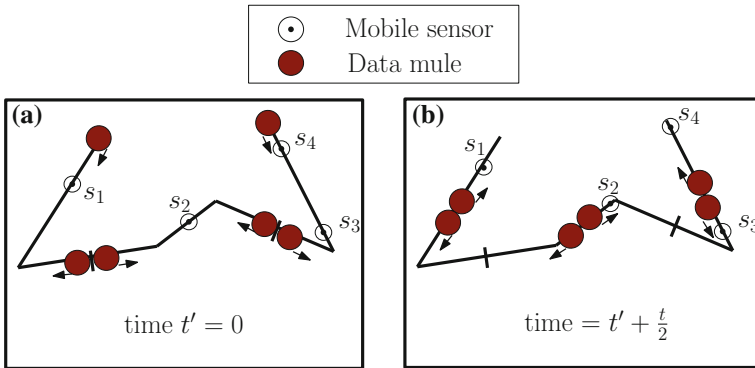 Mobile sensor
Data mule
(a)
s₄
s₁
s₂
s₃
time t′ = 0
(b)
s₄
s₁
s₂
s₃
time = t′ + t/2